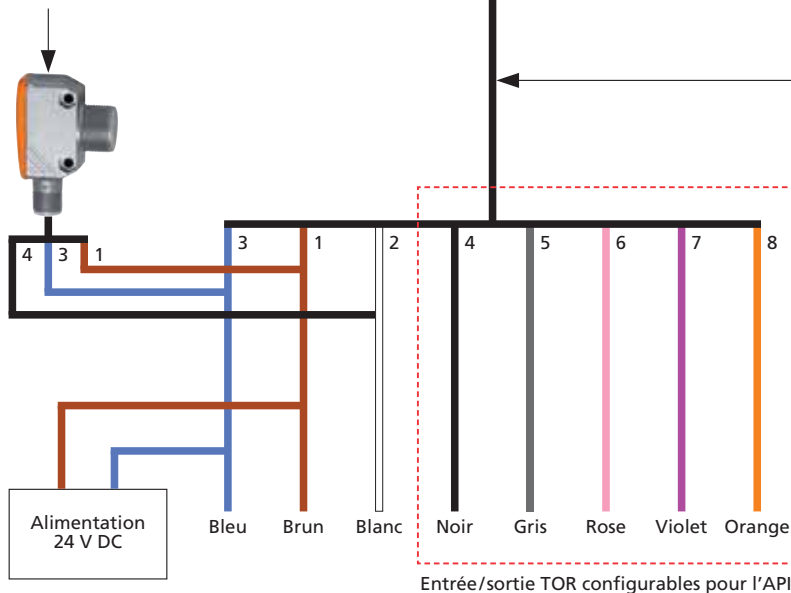 4 3 1
3 1 2 4 5 6 7 8
Alimentation
24 V DC
Bleu Brun Blanc Noir Gris Rose Violet Orange
Entrée/sortie TOR configurables pour l'API